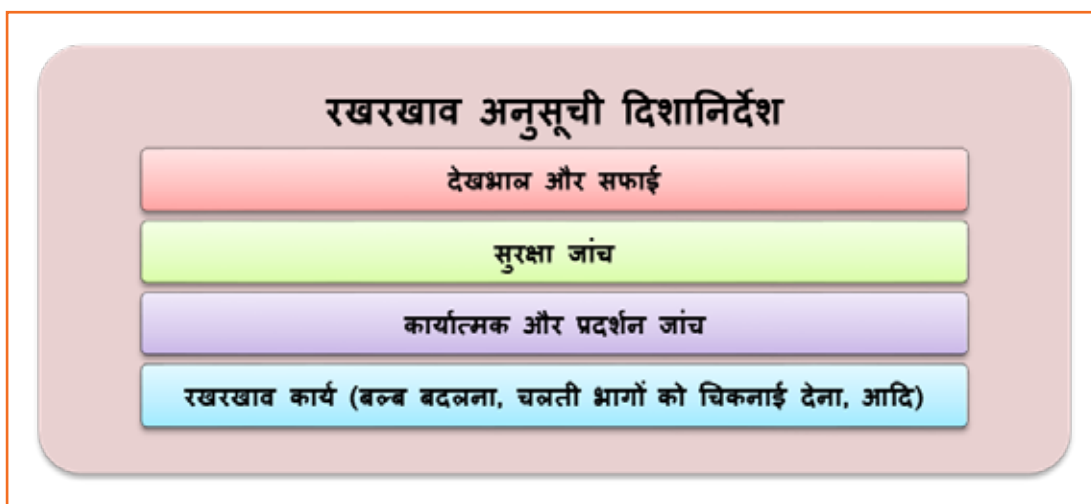 रखरखाव अनुसूची दिशानिर्देश
देखभाल और सफाई
सुरक्षा जांच
कार्यात्मक और प्रदर्शन जांच
रखरखाव कार्य (बल्ब बदलना, चलती भागों को चिकनाई देना, आदि)